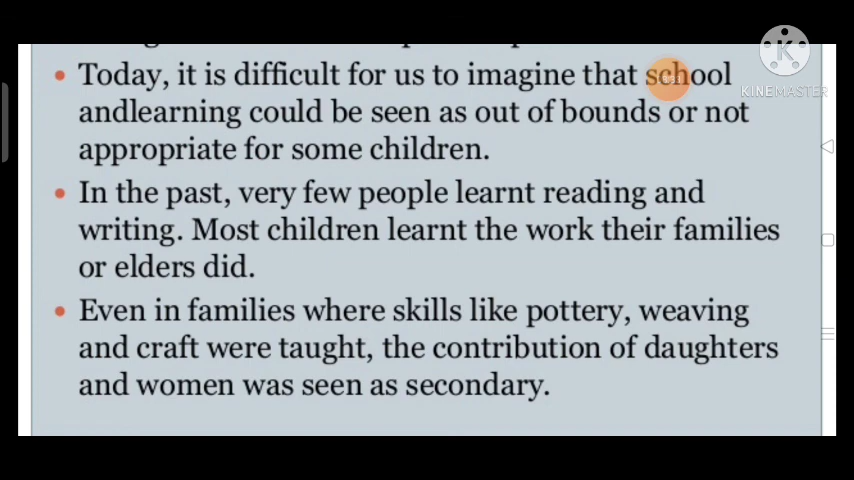 • Today, it is difficult for us to imagine that school
andlearning could be seen as out of bounds or not
appropriate for some children.
• In the past, very few people learnt reading and
writing. Most children learnt the work their families
or elders did.
• Even in families where skills like pottery, weaving
and craft were taught, the contribution of daughters
and women was seen as secondary.
K
KINEMASTER